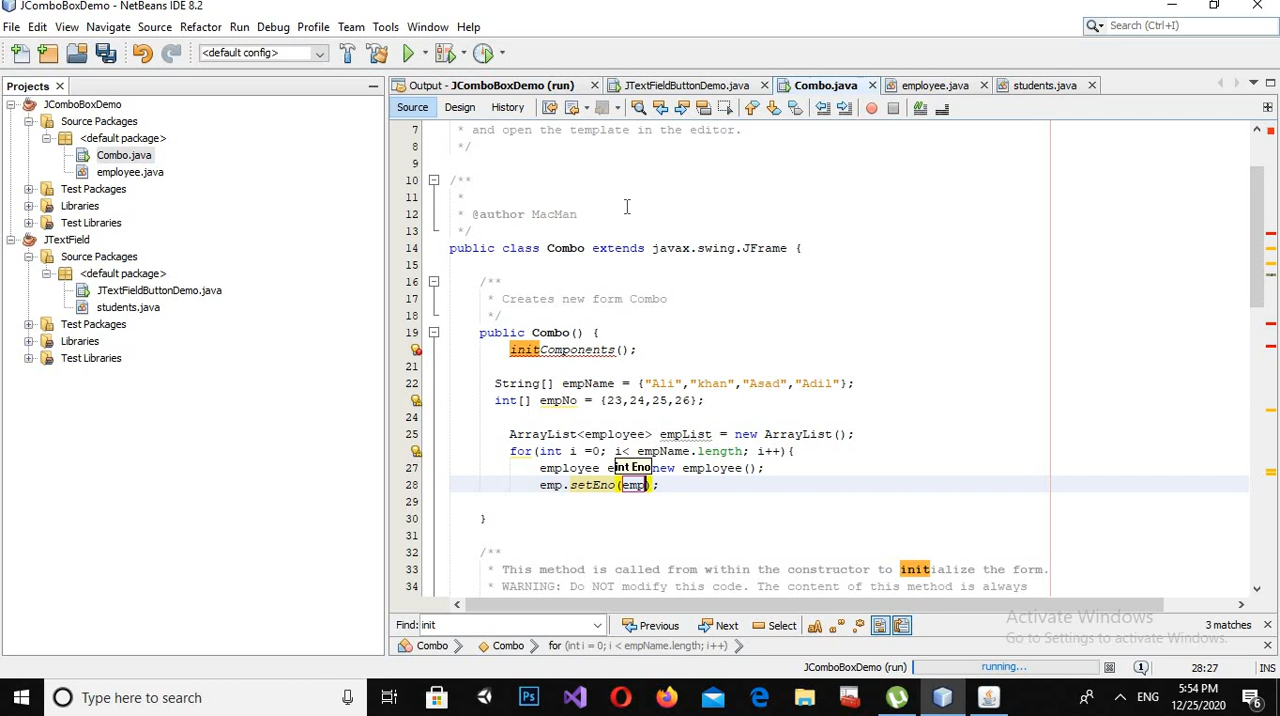 JComboBoxDemo - NetBeans IDE 8.2
File Edit View Navigate Source Refactor Run Debug Profile Team Tools Window Help
Search (Ctrl+I)
<default config>
Projects
JComboBoxDemo
Source Packages
<default package>
Combo.java
employee.java
Test Packages
Libraries
Test Libraries
JTextField
Source Packages
<default package>
JTextFieldButtonDemo.java
students.java
Test Packages
Libraries
Test Libraries
Output - JComboBoxDemo (run) JTextFieldButtonDemo.java Combo.java employee.java students.java
Source Design History
7 * and open the template in the editor.
8 */
9
10 /**
11 *
12 * @author MacMan
13 */
14 public class Combo extends javax.swing.JFrame {
15
16 /**
17 * Creates new form Combo
18 */
19 public Combo() {
initComponents();
21
22 String[] empName = {"Ali","khan","Asad","Adil"};
int[] empNo = {23,24,25,26};
24
25 ArrayList<employee> empList = new ArrayList();
for(int i =0; i< empName.length; i++){
27 employee e int Eno new employee();
28 emp.setEno(emp);
29
30 }
31
32 /**
33 * This method is called from within the constructor to initialize the form.
34 * WARNING: Do NOT modify this code. The content of this method is always
Activate Windows
Go to Settings to activate Windows.
Find: init Previous Next Select 3 matches
Combo Combo for (int i = 0; i < empName.length; i++)
JComboBoxDemo (run) running... 28:27 INS
Type here to search
ENG
5:54 PM
12/25/2020
6